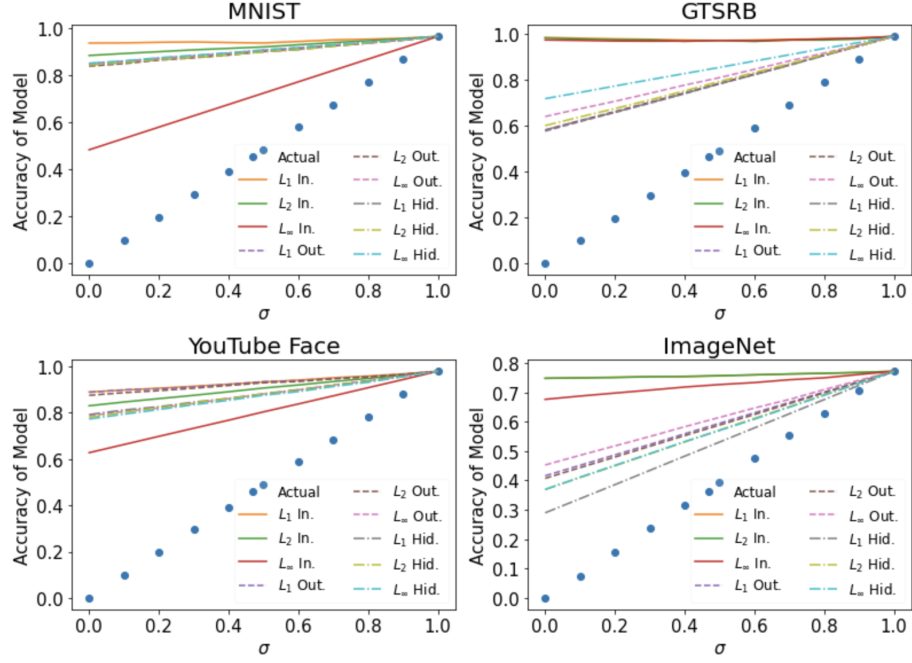 MNIST
Accuracy of Model
1.0
0.8
0.6
0.4
0.2
0.0
Actual
L₁ In.
L₂ In.
L∞ In.
L₁ Out.
L₂ Out.
L∞ Out.
L₁ Hid.
L₂ Hid.
L∞ Hid.
0.0 0.2 0.4 0.6 0.8 1.0
σ
GTSRB
Accuracy of Model
1.0
0.8
0.6
0.4
0.2
0.0
Actual
L₁ In.
L₂ In.
L∞ In.
L₁ Out.
L₂ Out.
L∞ Out.
L₁ Hid.
L₂ Hid.
L∞ Hid.
0.0 0.2 0.4 0.6 0.8 1.0
σ
YouTube Face
Accuracy of Model
1.0
0.8
0.6
0.4
0.2
0.0
Actual
L₁ In.
L₂ In.
L∞ In.
L₁ Out.
L₂ Out.
L∞ Out.
L₁ Hid.
L₂ Hid.
L∞ Hid.
0.0 0.2 0.4 0.6 0.8 1.0
σ
ImageNet
Accuracy of Model
0.8
0.7
0.6
0.5
0.4
0.3
0.2
0.1
0.0
Actual
L₁ In.
L₂ In.
L∞ In.
L₁ Out.
L₂ Out.
L∞ Out.
L₁ Hid.
L₂ Hid.
L∞ Hid.
0.0 0.2 0.4 0.6 0.8 1.0
σ